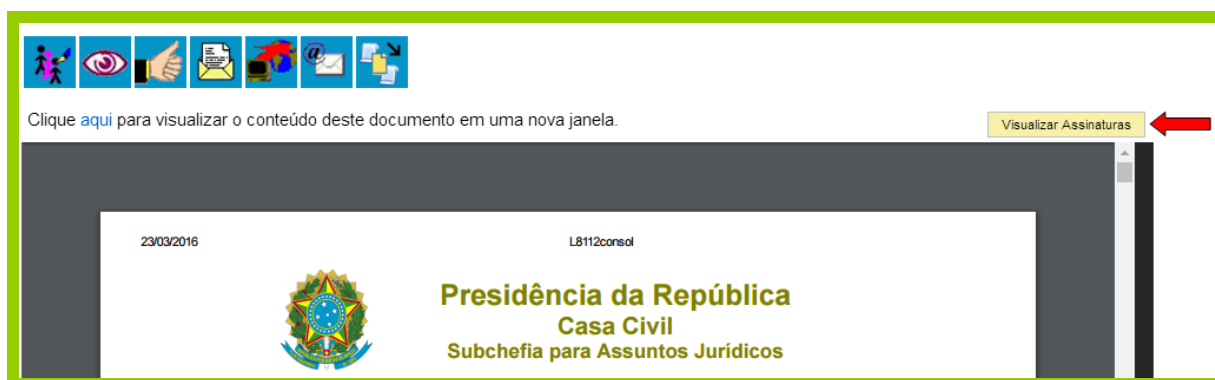 @
Clique aqui para visualizar o conteúdo deste documento em uma nova janela.
Visualizar Assinaturas
23/03/2016 L8112consol
Presidência da República
Casa Civil
Subchefia para Assuntos Jurídicos